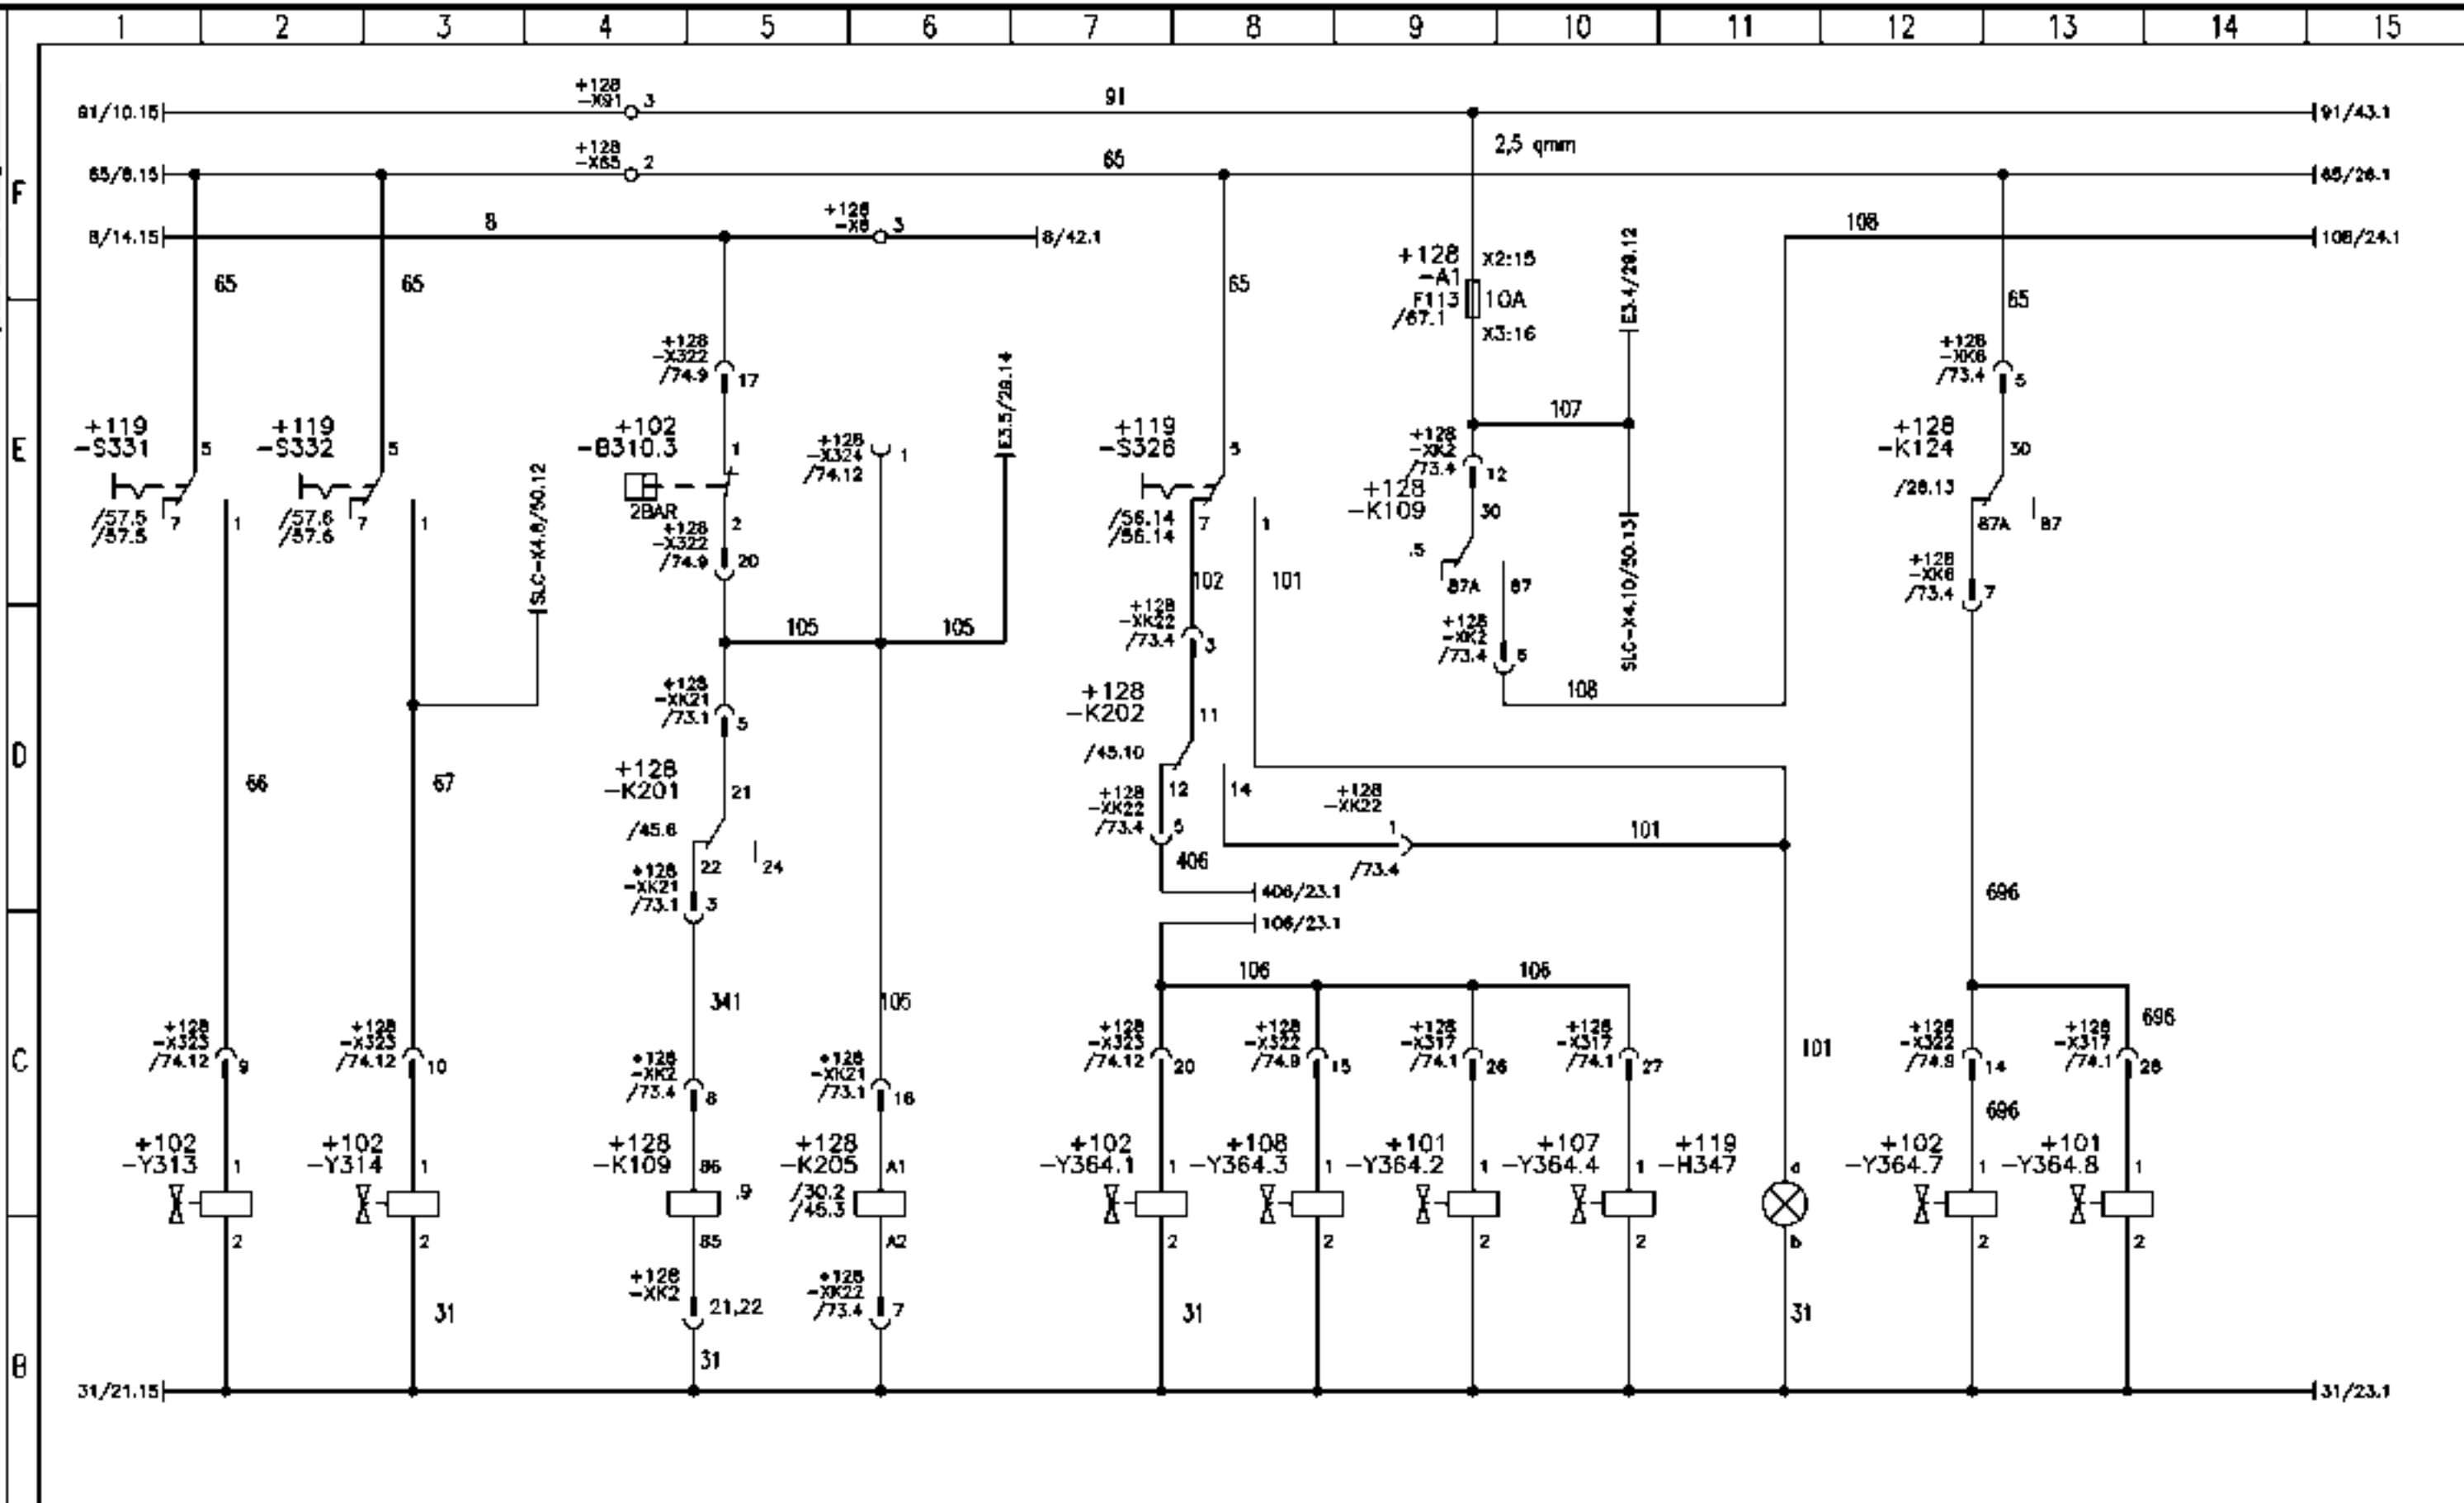 1 2 3 4 5 6 7 8 9 10 11 12 13 14 15
+128
91/10.15 -X91 3 91 91/43.1
2,5 qmm
+128
65/6.15 -X65 2 65 65/26.1
F
+128
8/14.15 8 -X6 3 8/42.1 108 108/24.1
65 65 65 65
+128 X2:15
-A1
F113 10A
/67.1
X3:16
E3.4/29.12
+128
-X322
/74.9 17
E3.5/29.14
+128
-XK6
/73.4 5
E
+119
-S331
5
/57.5
/57.5
7 1
+119
-S332
5
/57.6
/57.6
7 1
SLC-X4.6/50.12
+102
-B310.3
1
2BAR
2
+128
-X322
/74.9 20
+128
-X324
/74.12
1
+119
-S326
5
/56.14
/56.14
7 1
102 101
107
+128
-XK2
/73.4 12
+128
-K109
30
.5
87A 87
SLC-X4.10/50.13
+128
-K124
30
/26.13
87A 87
+128
-XK6
/73.4 7
105 105
+128
-XK22
/73.4 3
+128
-XK2
/73.4 6
108
D
66 67
+128
-XK21
/73.1 5
+128
-K201
21
/45.6
22 24
+128
-XK21
/73.1 3
+128
-K202
11
/45.10
12 14
+128
-XK22
/73.4 5
406
+128
-XK22
1
/73.4
101
406/23.1
106/23.1
696
106 106
341 105
C
+128
-X323
/74.12 9
+128
-X323
/74.12 10
+128
-XK2
/73.4 8
+128
-XK21
/73.1 16
+128
-X323
/74.12 20
+128
-X322
/74.9 15
+128
-X317
/74.1 26
+128
-X317
/74.1 27
101
+128
-X322
/74.9 14
696
+128
-X317
/74.1 28
696
+102
-Y313 1
2
+102
-Y314 1
2
+128
-K109 86
.9
85
+128
-K205 A1
/30.2
/45.3
A2
+102
-Y364.1 1
2
+108
-Y364.3 1
2
+101
-Y364.2 1
2
+107
-Y364.4 1
2
+119
-H347 a
b
+102
-Y364.7 1
2
+101
-Y364.8 1
2
+128
-XK2
21,22
+128
-XK22
/73.4 7
31 31 31 31
B
31/21.15 31/23.1